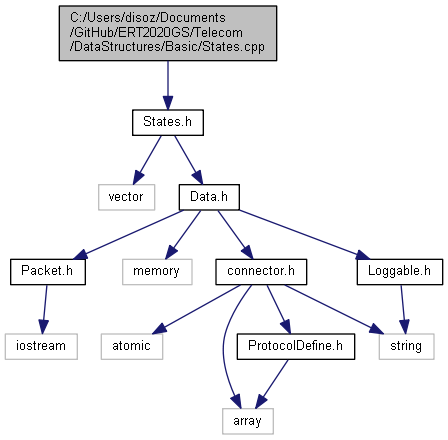 C:/Users/disoz/Documents
/GitHub/ERT2020GS/Telecom
/DataStructures/Basic/States.cpp
States.h
vector
Data.h
Packet.h
memory
connector.h
Loggable.h
iostream
atomic
ProtocolDefine.h
string
array